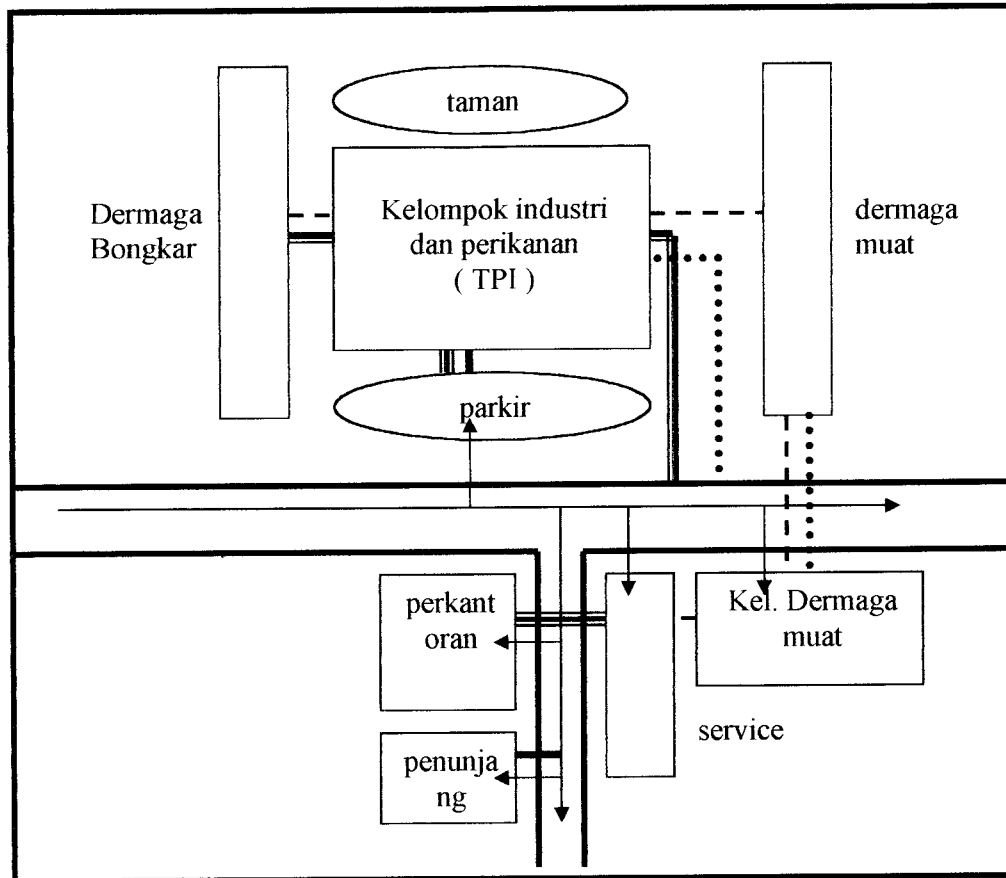 taman
Dermaga
Bongkar
Kelompok industri
dan perikanan
( TPI )
dermaga
muat
parkir
perkant
oran
Kel. Dermaga
muat
service
penunja
ng